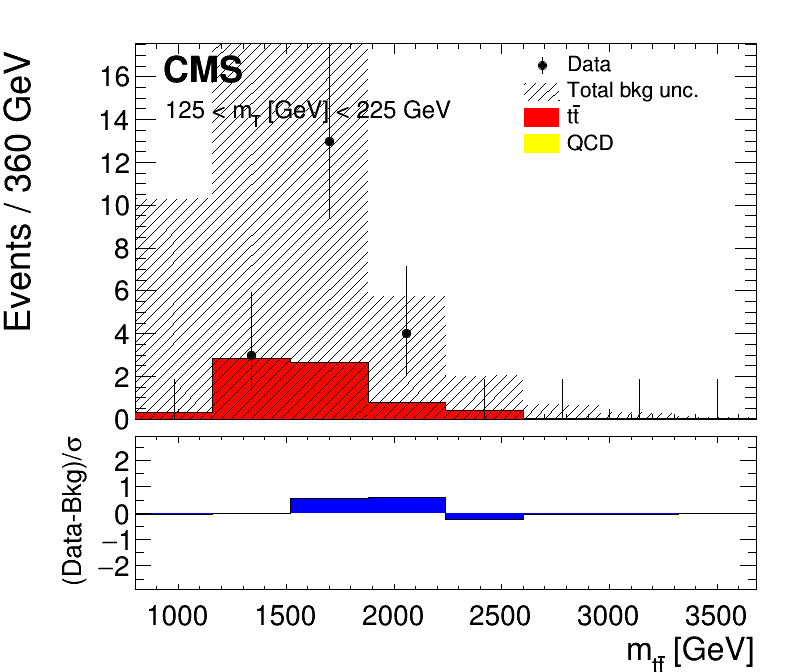 Events / 360 GeV
16
14
12
10
8
6
4
2
0
CMS
125 < m_T [GeV] < 225 GeV
Data
Total bkg unc.
tt̄
QCD
(Data-Bkg)/σ
2
1
0
−1
−2
1000 1500 2000 2500 3000 3500
m_tt̄ [GeV]